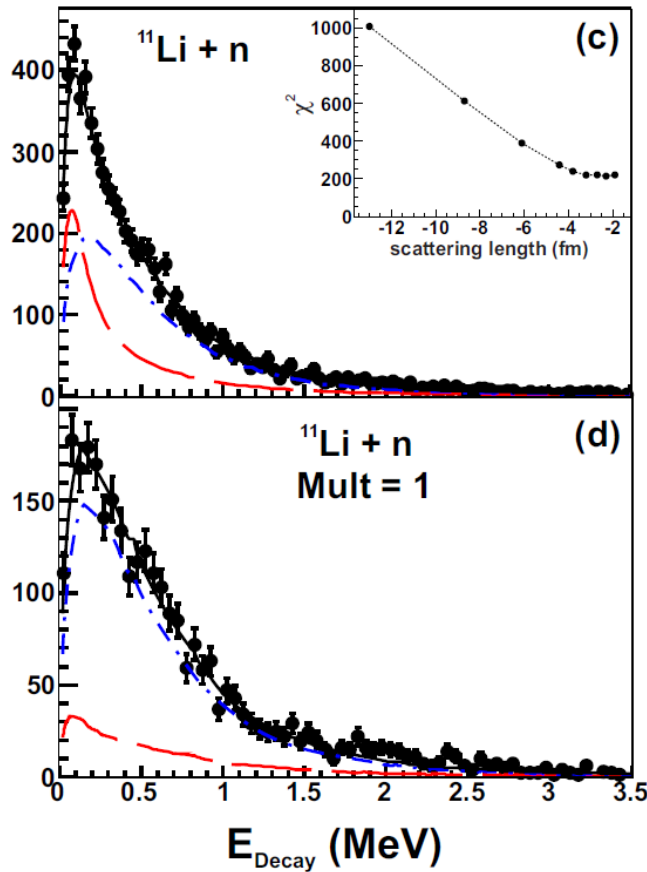 ¹¹Li + n
(c)
400
300
200
100
0
χ²
1000
800
600
400
200
0
-12 -10 -8 -6 -4 -2
scattering length (fm)
¹¹Li + n
Mult = 1
(d)
150
100
50
0
0 0.5 1 1.5 2 2.5 3 3.5
E_Decay (MeV)